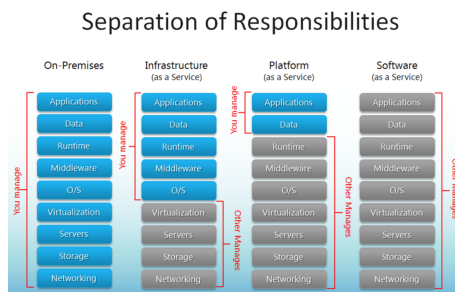 Separation of Responsibilities
On-Premises
Applications
Data
Runtime
Middleware
O/S
Virtualization
Servers
Storage
Networking
You manage
Infrastructure
(as a Service)
Applications
Data
Runtime
Middleware
O/S
Virtualization
Servers
Storage
Networking
You manage
Other Manages
Platform
(as a Service)
Applications
Data
Runtime
Middleware
O/S
Virtualization
Servers
Storage
Networking
You manage
Other Manages
Software
(as a Service)
Applications
Data
Runtime
Middleware
O/S
Virtualization
Servers
Storage
Networking
Other Manages